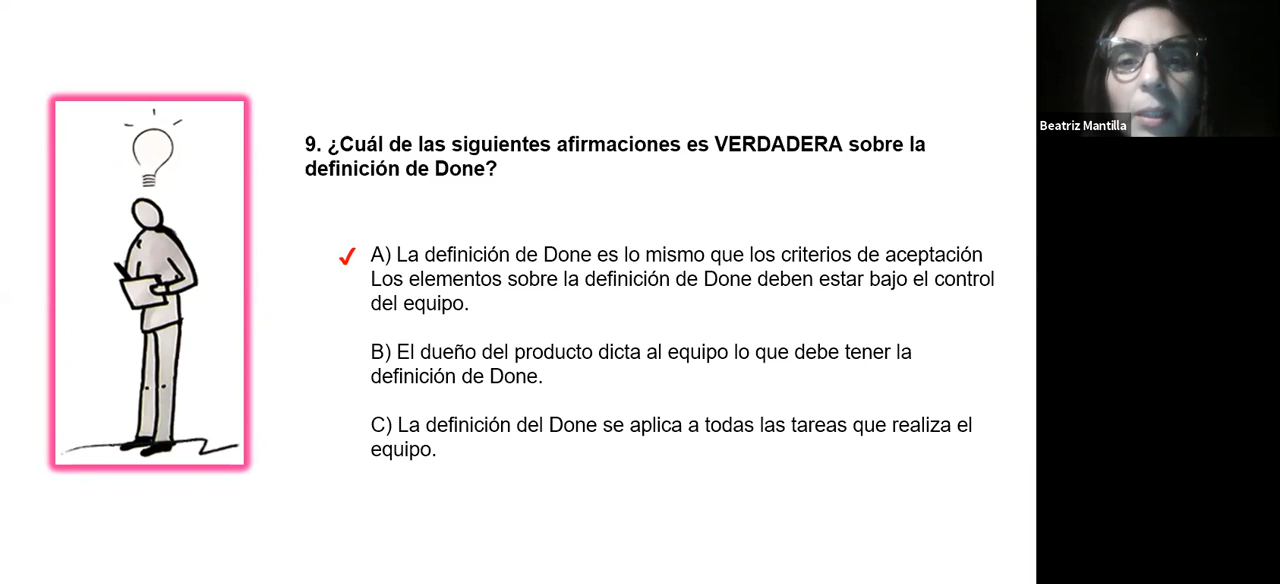 9. ¿Cuál de las siguientes afirmaciones es VERDADERA sobre la
definición de Done?
A) La definición de Done es lo mismo que los criterios de aceptación
Los elementos sobre la definición de Done deben estar bajo el control
del equipo.
B) El dueño del producto dicta al equipo lo que debe tener la
definición de Done.
C) La definición del Done se aplica a todas las tareas que realiza el
equipo.
Beatriz Mantilla